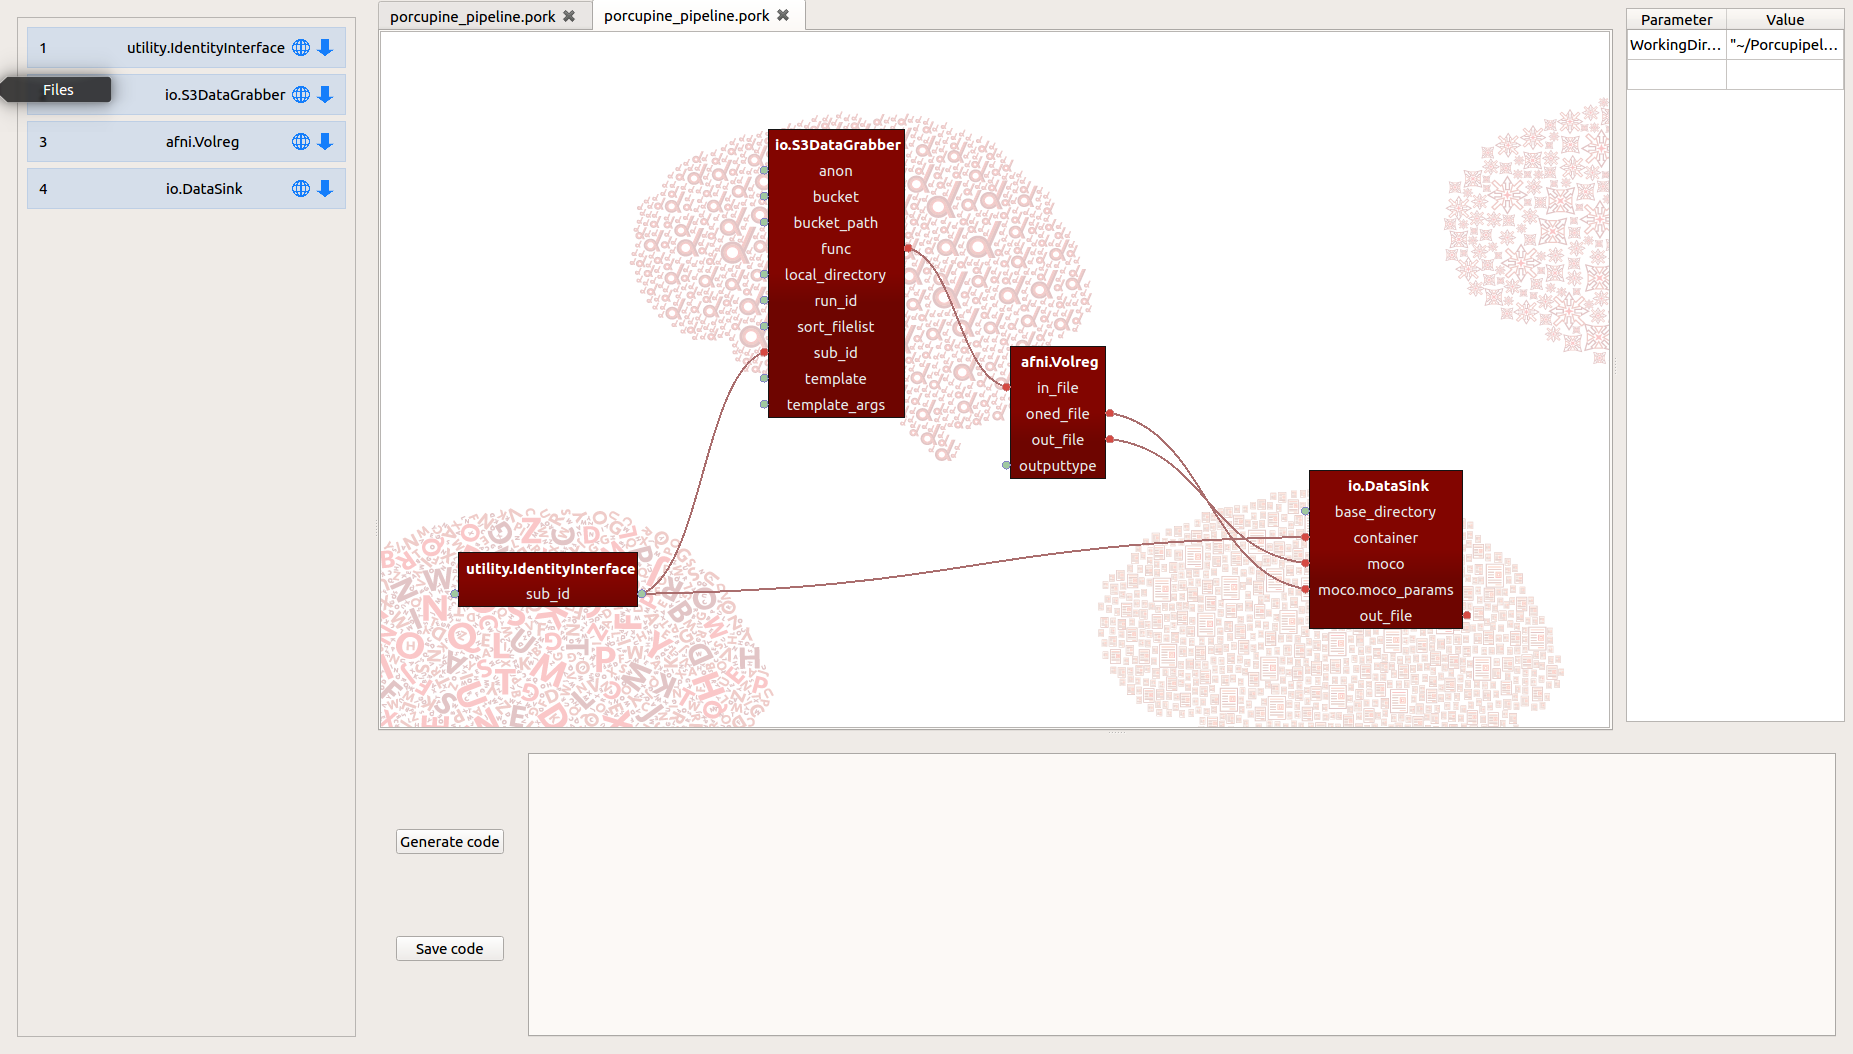 porcupine_pipeline.pork
porcupine_pipeline.pork
1 utility.IdentityInterface
Files
io.S3DataGrabber
3 afni.Volreg
4 io.DataSink
io.S3DataGrabber
anon
bucket
bucket_path
func
local_directory
run_id
sort_filelist
sub_id
template
template_args
afni.Volreg
in_file
oned_file
out_file
outputtype
io.DataSink
base_directory
container
moco
moco.moco_params
out_file
utility.IdentityInterface
sub_id
Parameter Value
WorkingDir... "~/Porcupipel...
Generate code
Save code